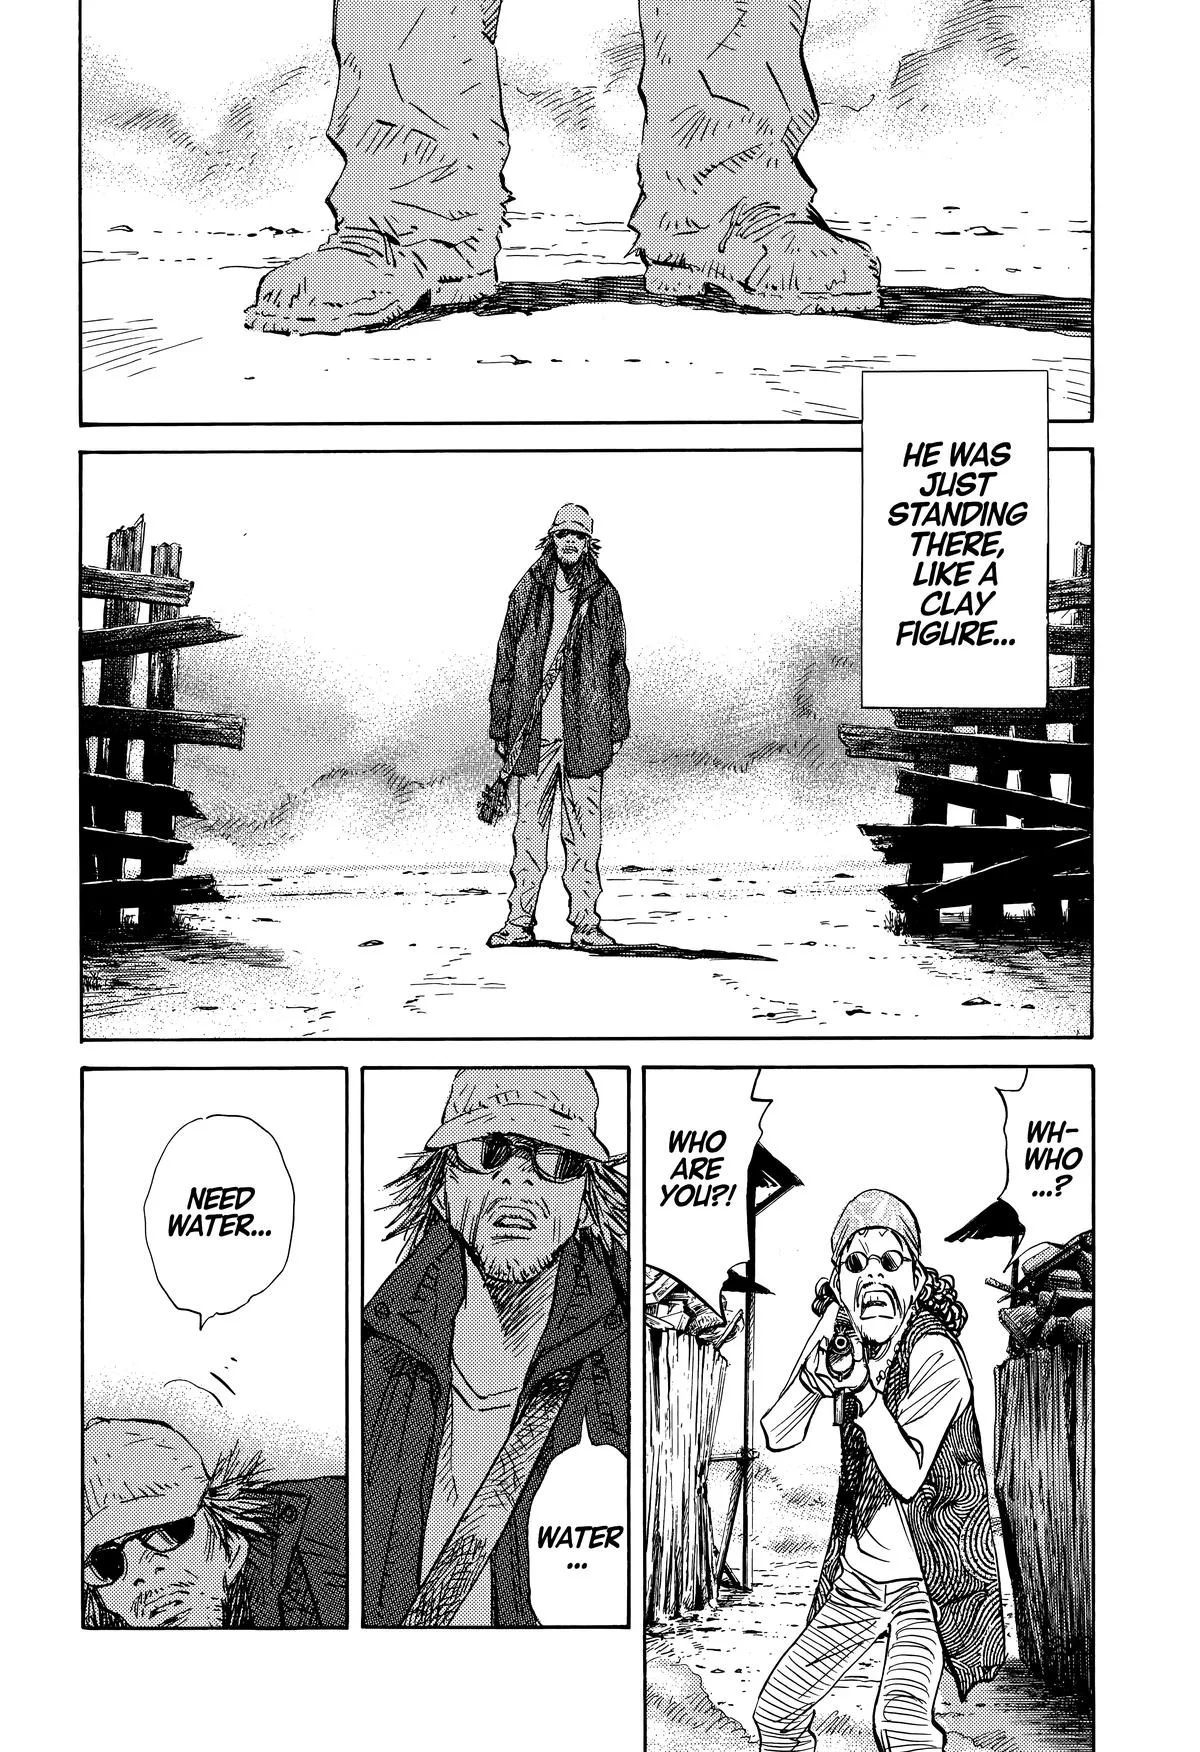 HE WAS
JUST
STANDING
THERE,
LIKE A
CLAY
FIGURE...
WH-
WHO
...?
WHO
ARE
YOU?!
WATER
...
NEED
WATER...